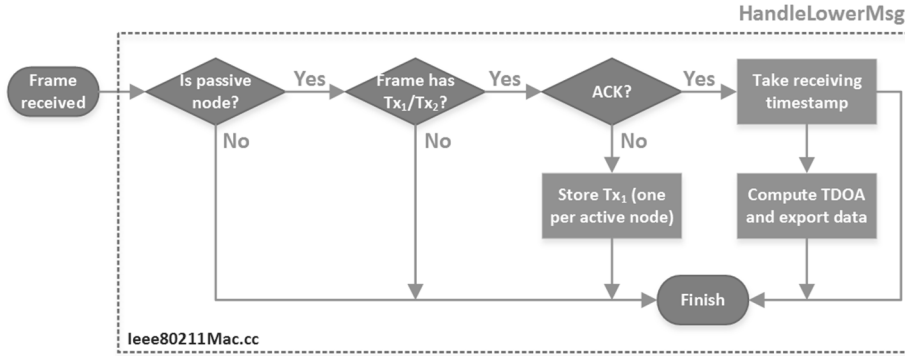 HandleLowerMsg
Frame
received
Is passive
node?
Yes
Frame has
Tx₁/Tx₂?
Yes
ACK?
Yes
Take receiving
timestamp
No
No
No
Store Tx₁ (one
per active node)
Compute TDOA
and export data
Finish
Ieee80211Mac.cc